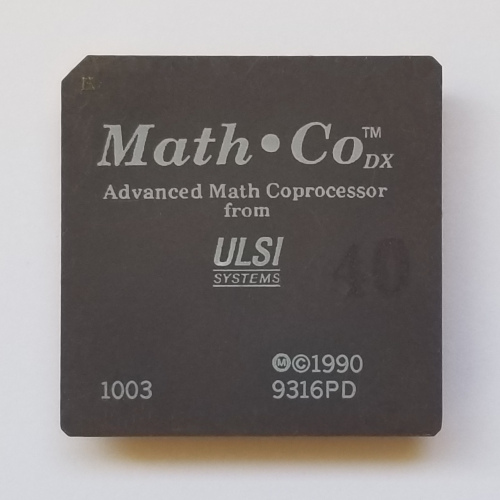 Math•Co™DX
Advanced Math Coprocessor
from
ULSI
SYSTEMS
40
Ⓜ©1990
1003 9316PD